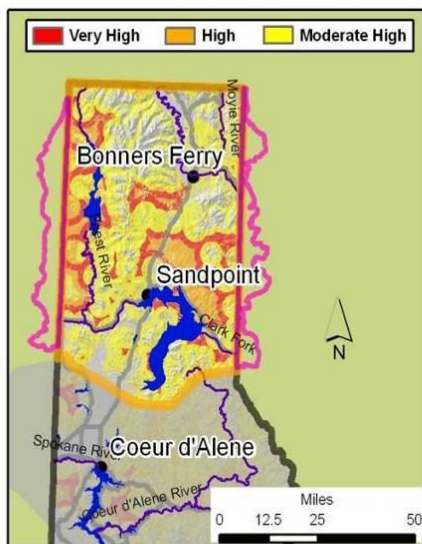 Very High High Moderate High
Moyie River
Bonners Ferry
Priest River
Sandpoint
Clark Fork
N
Spokane River
Coeur d'Alene
Coeur d'Alene River
Miles
0 12.5 25 50